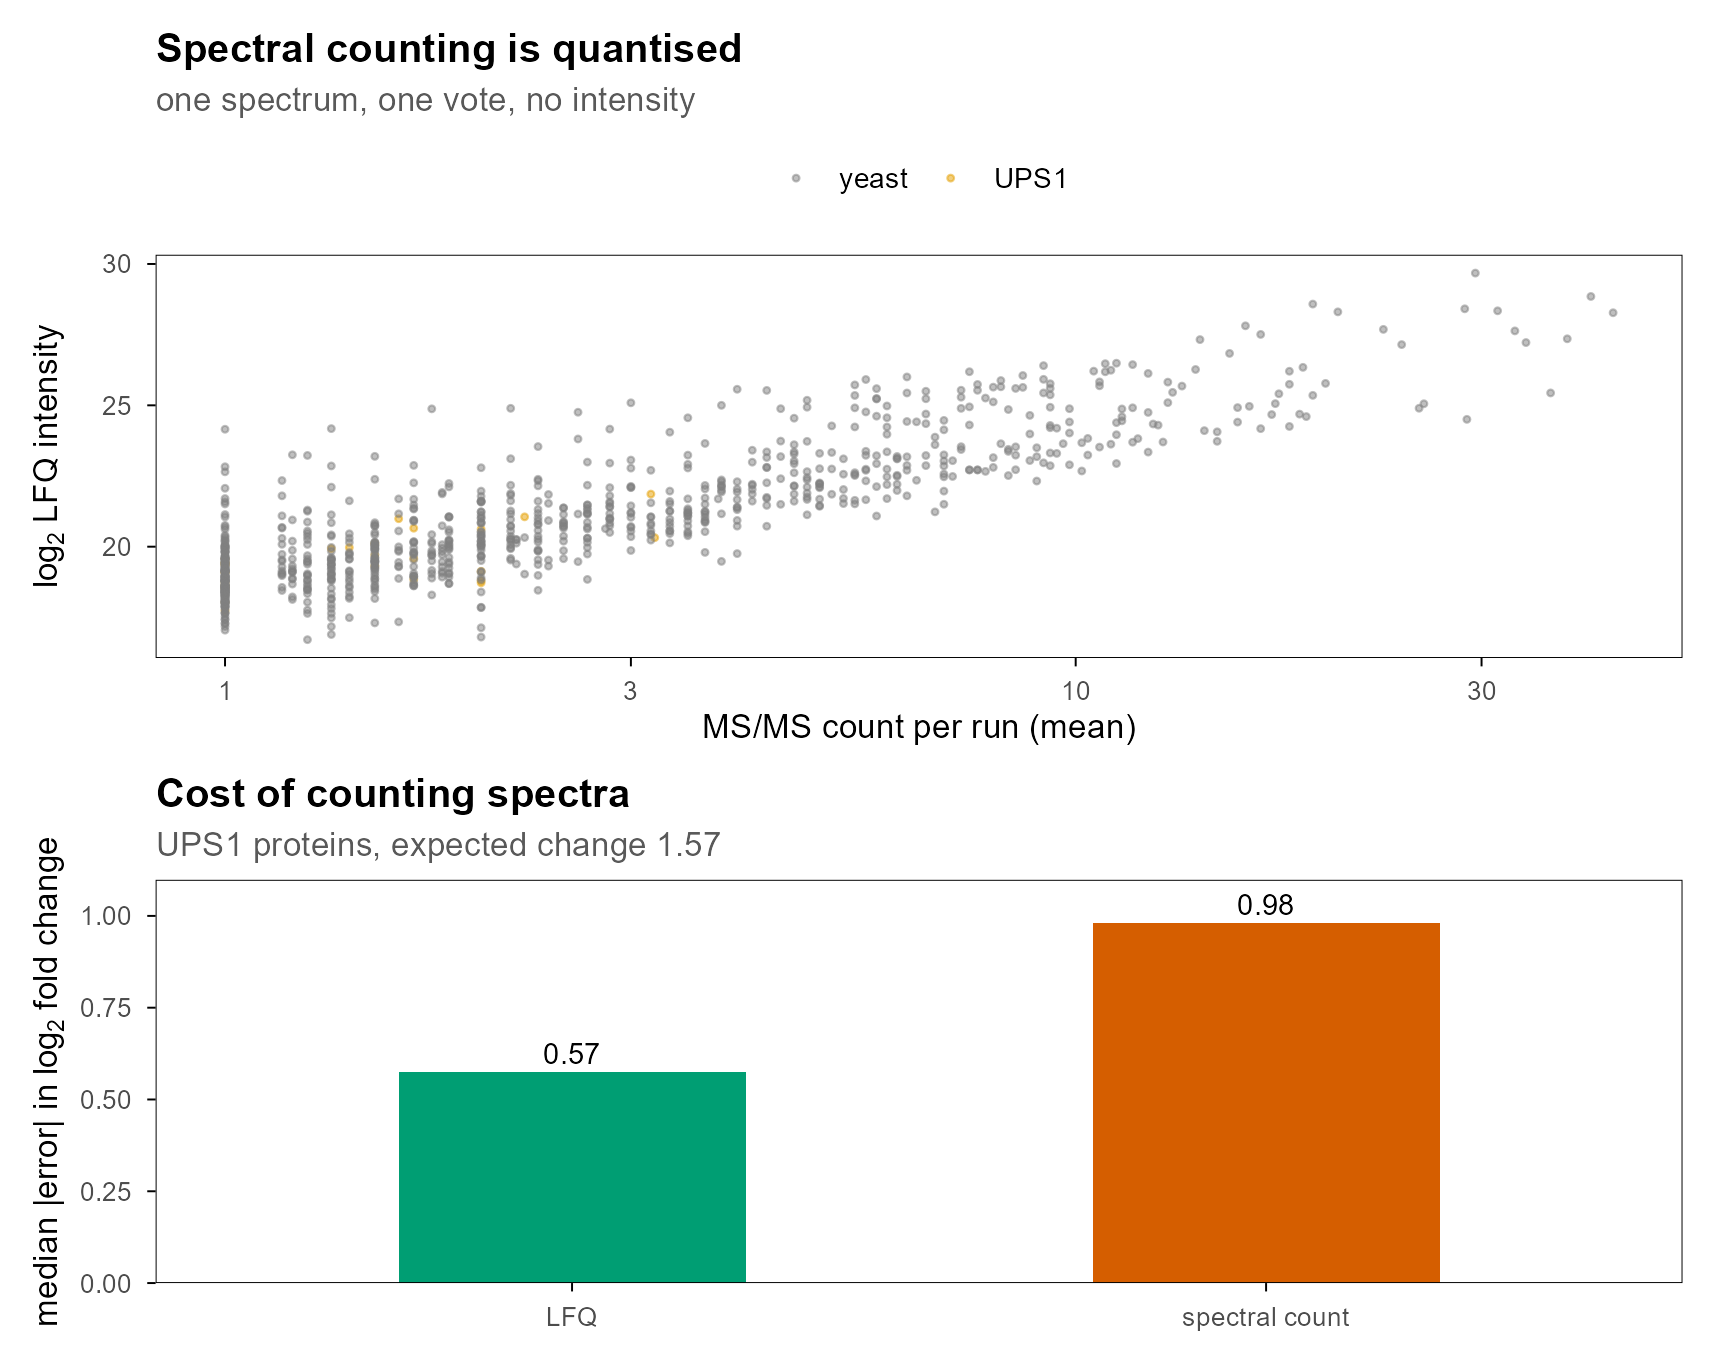 Spectral counting is quantised
one spectrum, one vote, no intensity
yeast UPS1
log2 LFQ intensity
30
25
20
1 3 10 30
MS/MS count per run (mean)
Cost of counting spectra
UPS1 proteins, expected change 1.57
median |error| in log2 fold change
1.00
0.75
0.50
0.25
0.00
0.57
0.98
LFQ spectral count